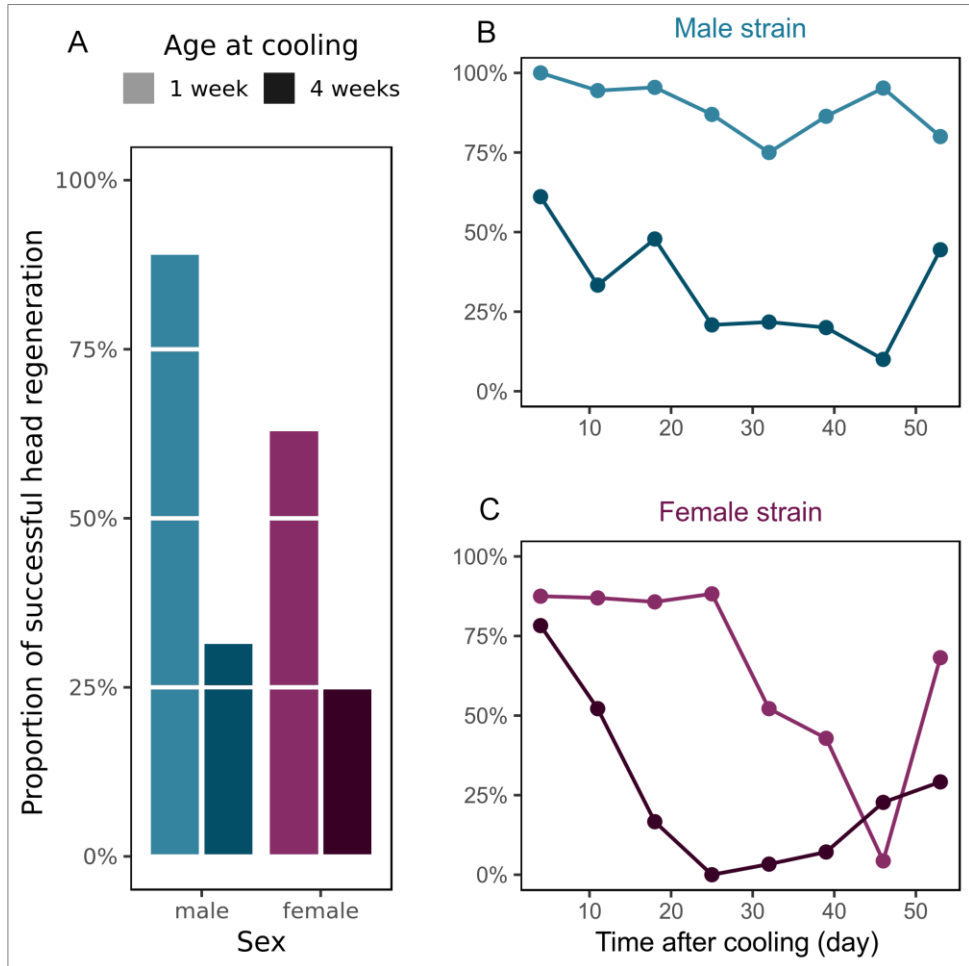 A
Age at cooling
1 week 4 weeks
Proportion of successful head regeneration
100%
75%
50%
25%
0%
male female
Sex
B
Male strain
100%
75%
50%
25%
0%
10 20 30 40 50
C
Female strain
100%
75%
50%
25%
0%
10 20 30 40 50
Time after cooling (day)